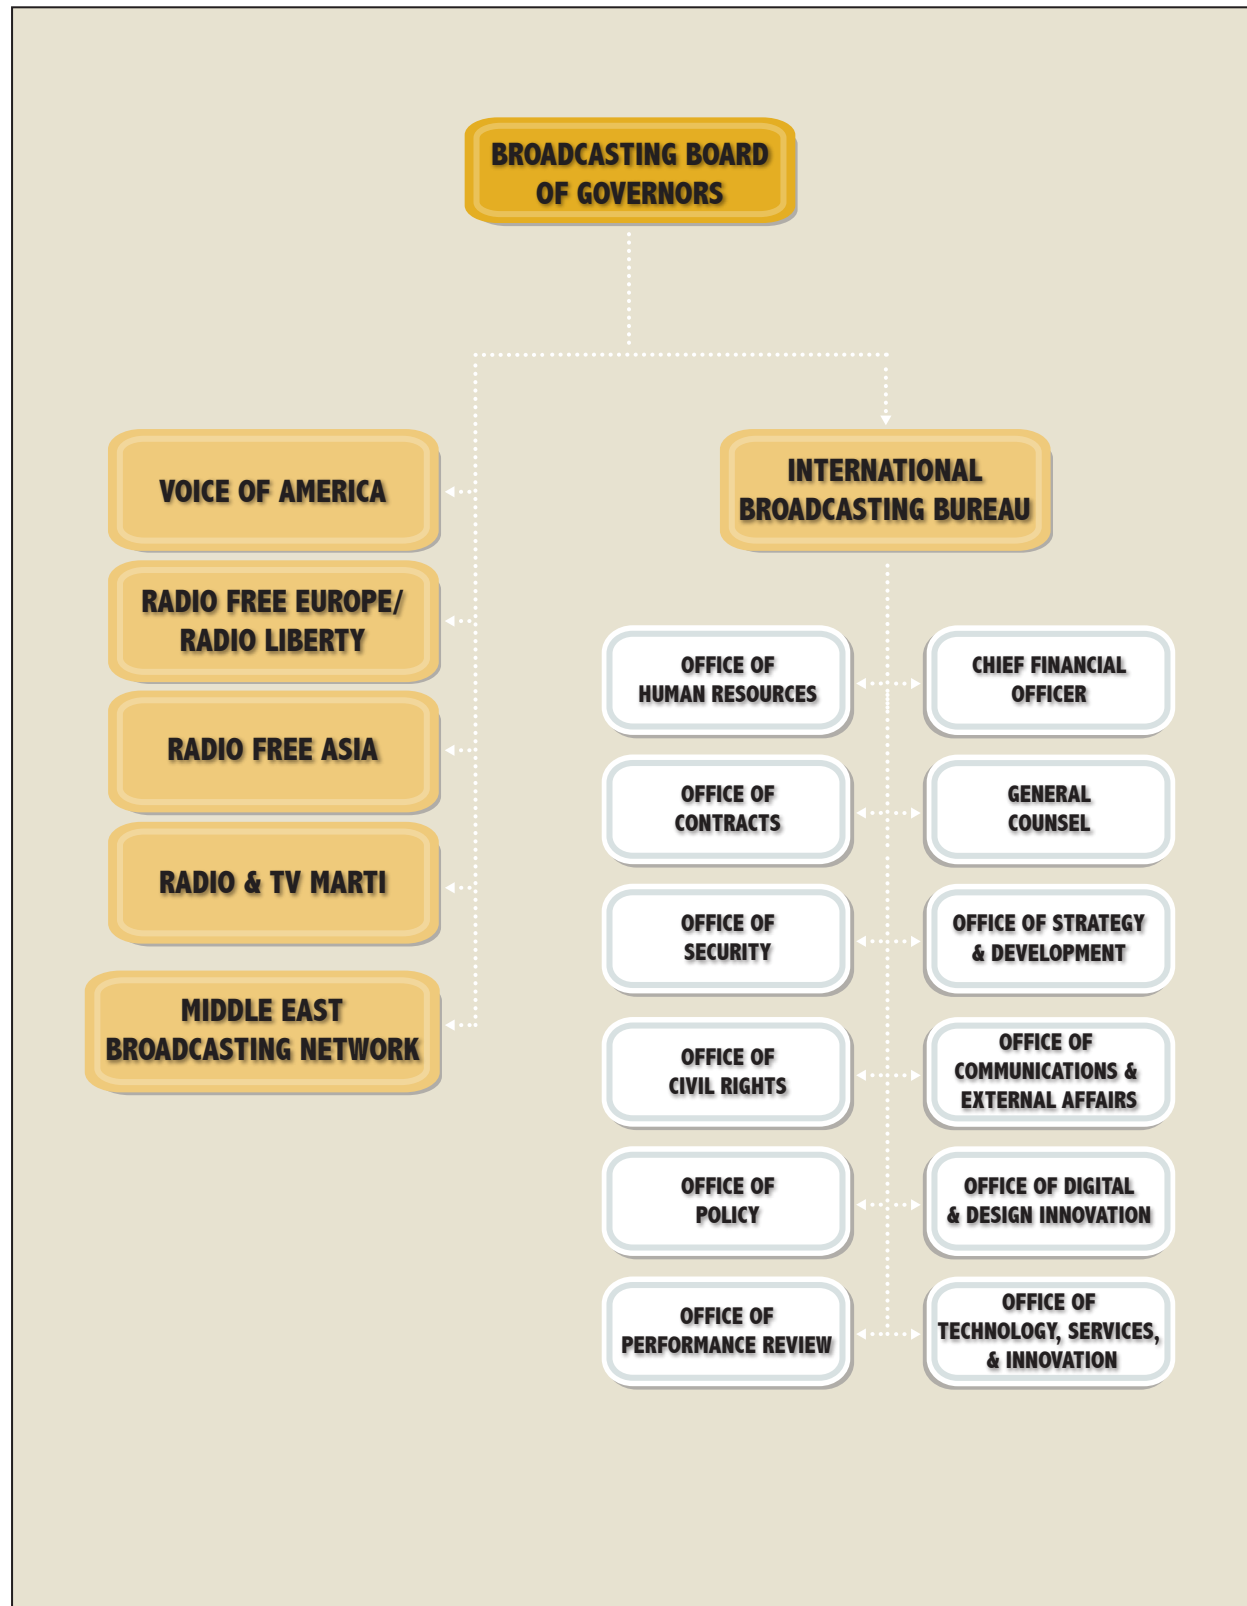 BROADCASTING BOARD
OF GOVERNORS
VOICE OF AMERICA
RADIO FREE EUROPE/
RADIO LIBERTY
RADIO FREE ASIA
RADIO & TV MARTI
MIDDLE EAST
BROADCASTING NETWORK
INTERNATIONAL
BROADCASTING BUREAU
OFFICE OF
HUMAN RESOURCES
CHIEF FINANCIAL
OFFICER
OFFICE OF
CONTRACTS
GENERAL
COUNSEL
OFFICE OF
SECURITY
OFFICE OF STRATEGY
& DEVELOPMENT
OFFICE OF
CIVIL RIGHTS
OFFICE OF
COMMUNICATIONS &
EXTERNAL AFFAIRS
OFFICE OF
POLICY
OFFICE OF DIGITAL
& DESIGN INNOVATION
OFFICE OF
PERFORMANCE REVIEW
OFFICE OF
TECHNOLOGY, SERVICES,
& INNOVATION